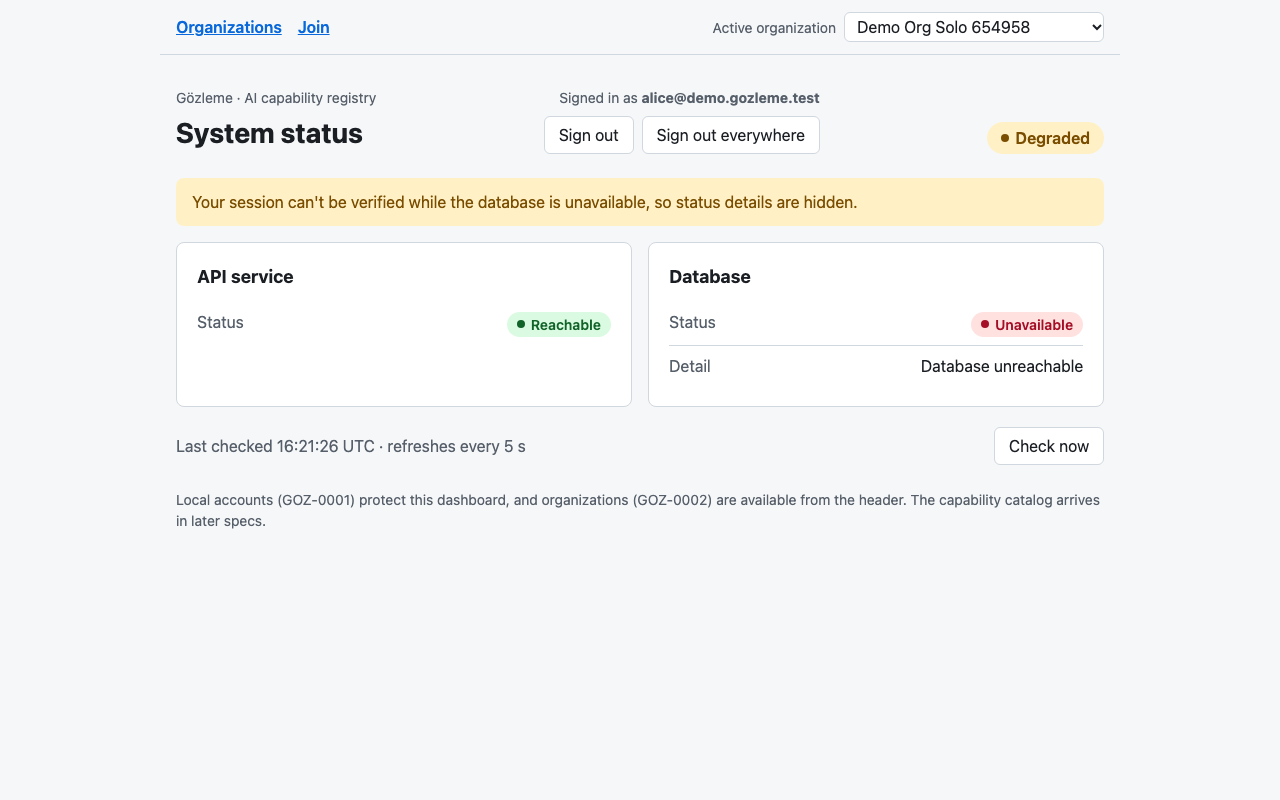 Organizations Join Active organization Demo Org Solo 654958
Gözleme · AI capability registry
System status
Signed in as alice@demo.gozleme.test
Sign out Sign out everywhere
Degraded
Your session can't be verified while the database is unavailable, so status details are hidden.
API service
Status Reachable
Database
Status Unavailable
Detail Database unreachable
Last checked 16:21:26 UTC · refreshes every 5 s
Check now
Local accounts (GOZ-0001) protect this dashboard, and organizations (GOZ-0002) are available from the header. The capability catalog arrives
in later specs.